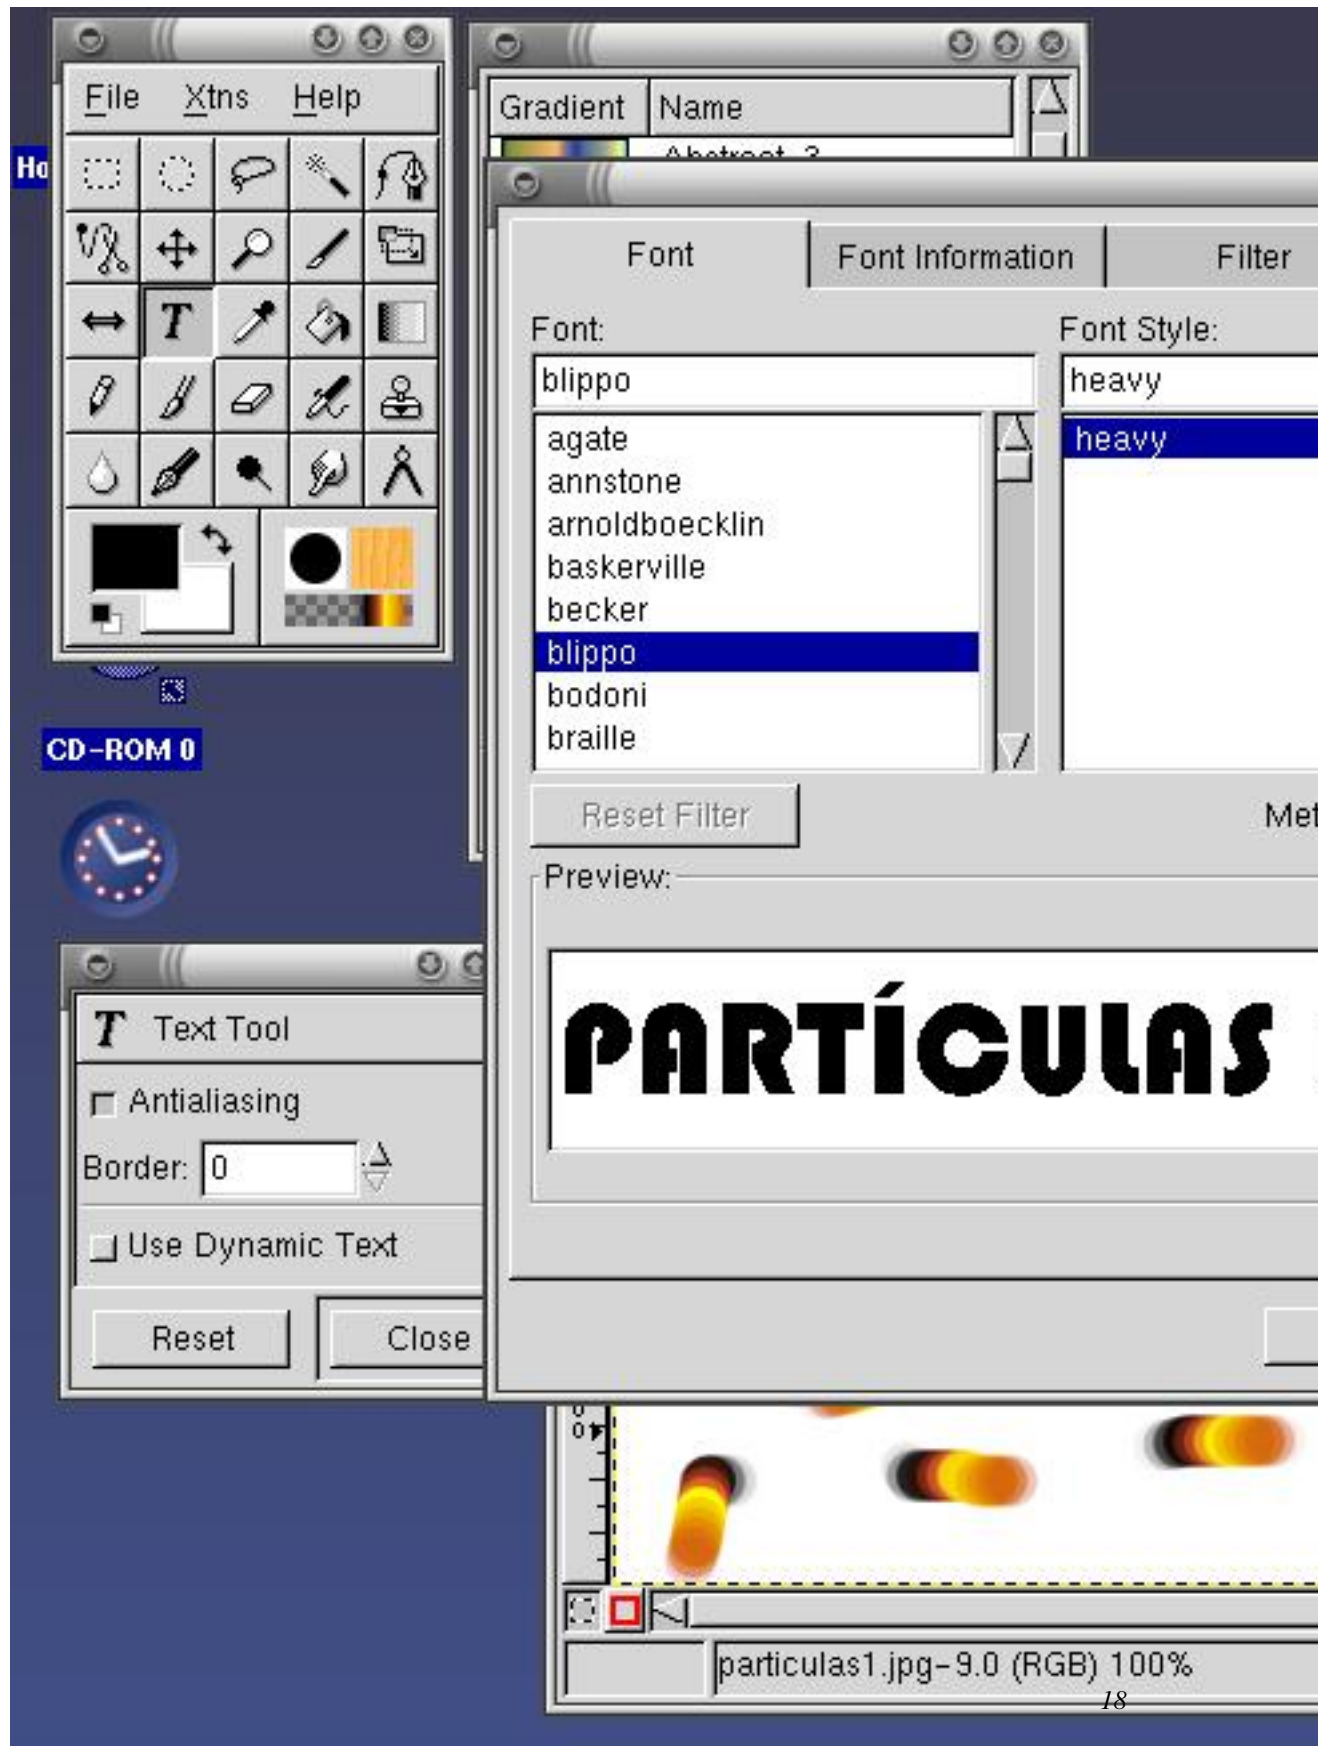 File Xtns Help
Gradient Name
Ho
Font Font Information Filter
Font: Font Style:
blippo heavy
agate heavy
annstone
arnoldboecklin
baskerville
becker
blippo
bodoni
braille
CD-ROM 0
Reset Filter Met
Preview:
PARTÍCULAS
T Text Tool
Antialiasing
Border: 0
Use Dynamic Text
Reset Close
particulas1.jpg-9.0 (RGB) 100%
18